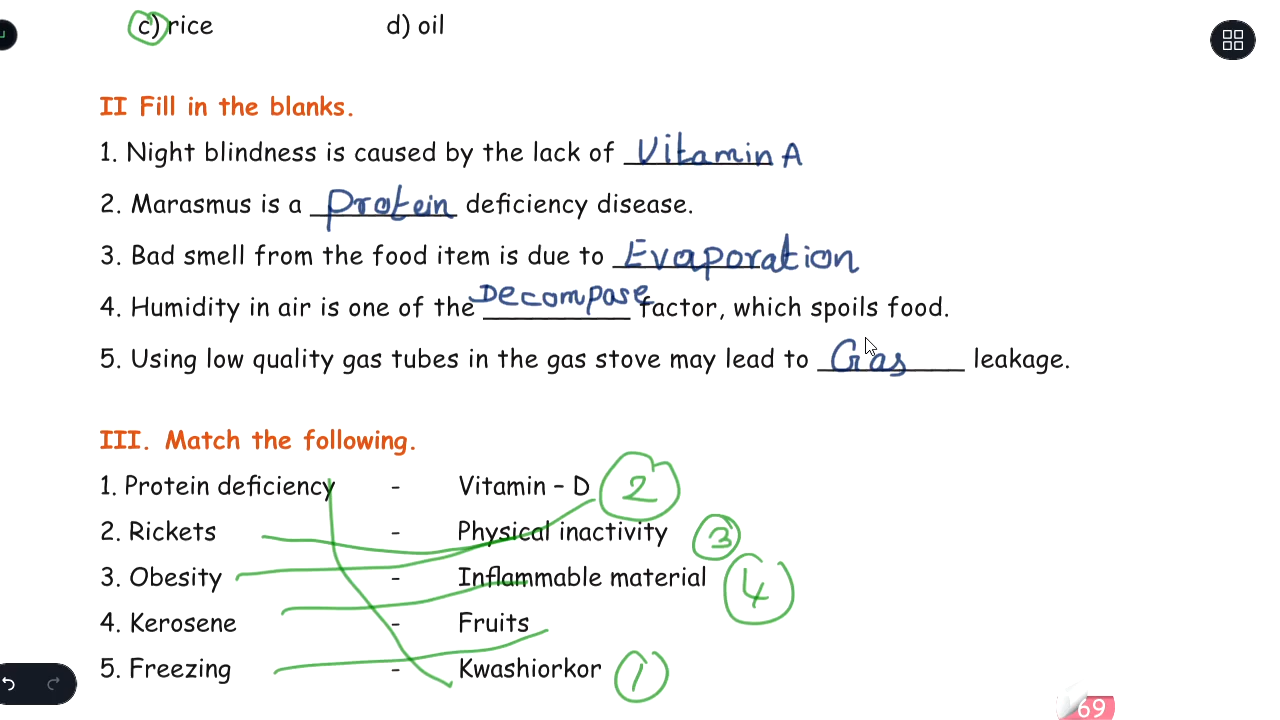 c) rice d) oil
II Fill in the blanks.
1. Night blindness is caused by the lack of Vitamin A
2. Marasmus is a Protein deficiency disease.
3. Bad smell from the food item is due to Evaporation
4. Humidity in air is one of the Decompose factor, which spoils food.
5. Using low quality gas tubes in the gas stove may lead to Gas leakage.
III. Match the following.
1. Protein deficiency - Vitamin – D 2
2. Rickets - Physical inactivity 3
3. Obesity - Inflammable material 4
4. Kerosene - Fruits
5. Freezing - Kwashiorkor 1
69